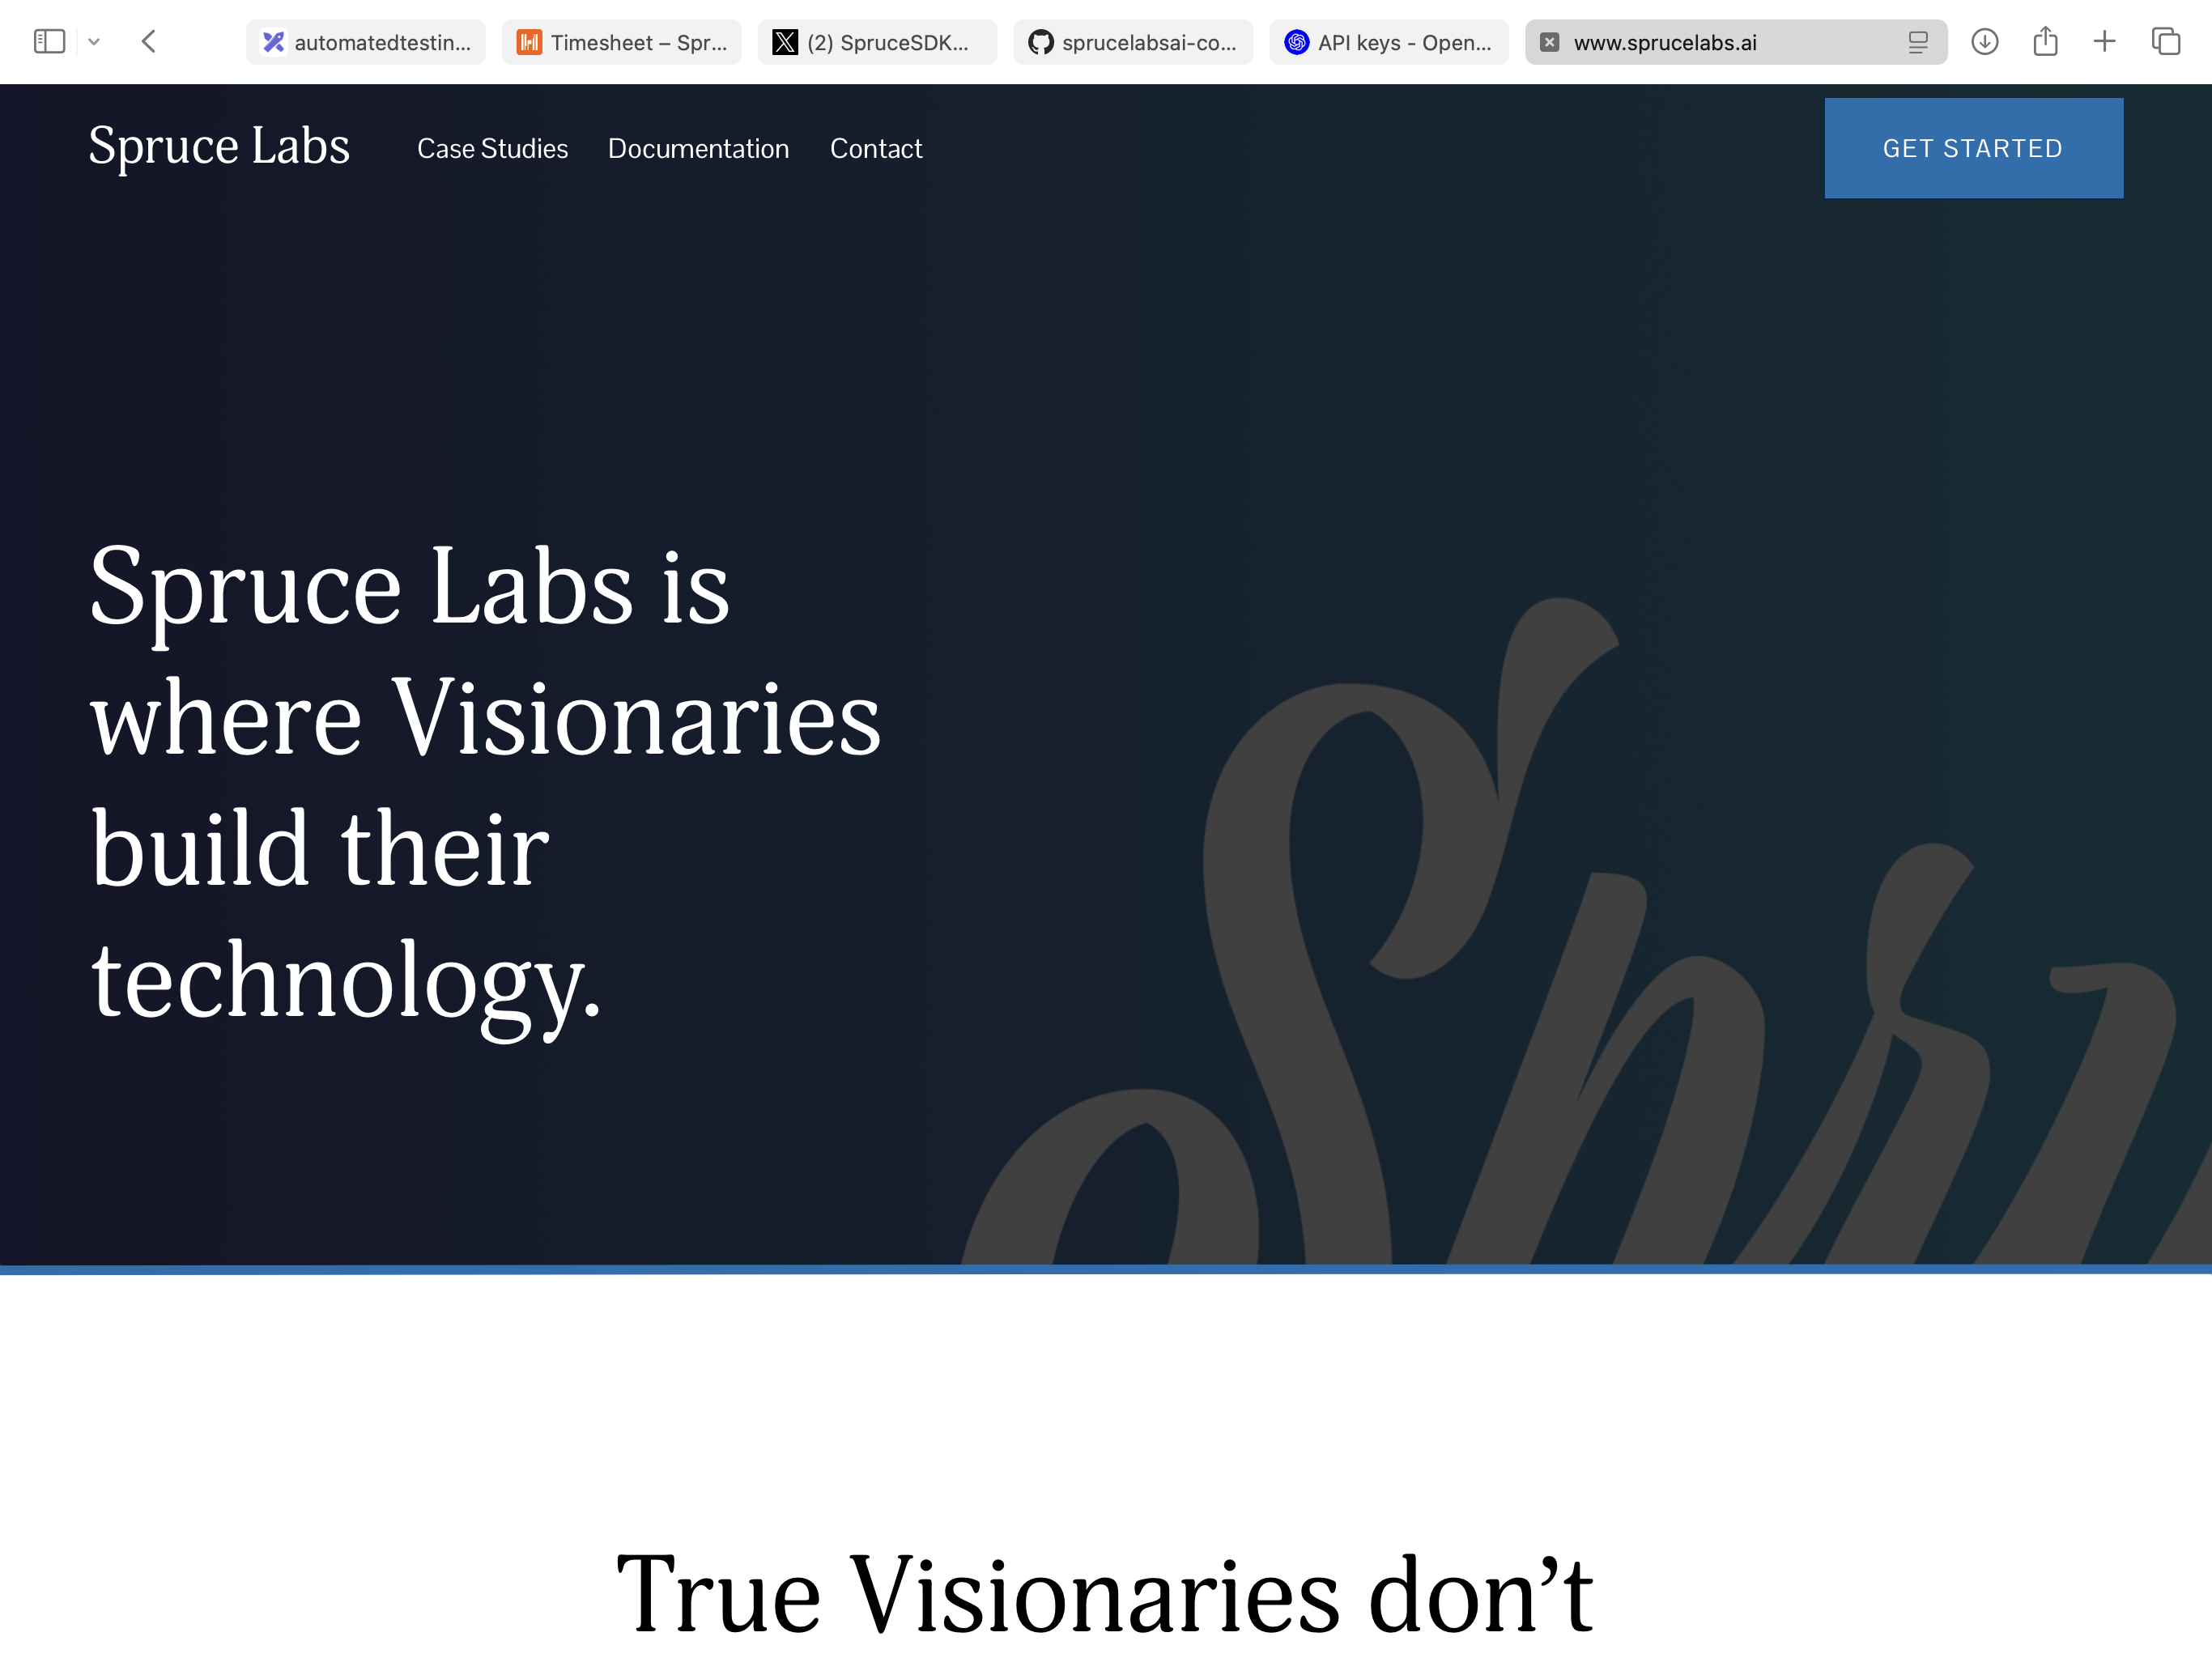 automatedtestin...
Timesheet – Spr...
(2) SpruceSDK...
sprucelabsai-co...
API keys - Open...
www.sprucelabs.ai
Spruce Labs
Case Studies
Documentation
Contact
GET STARTED
Spruce Labs is
where Visionaries
build their
technology.
Spru
True Visionaries don’t